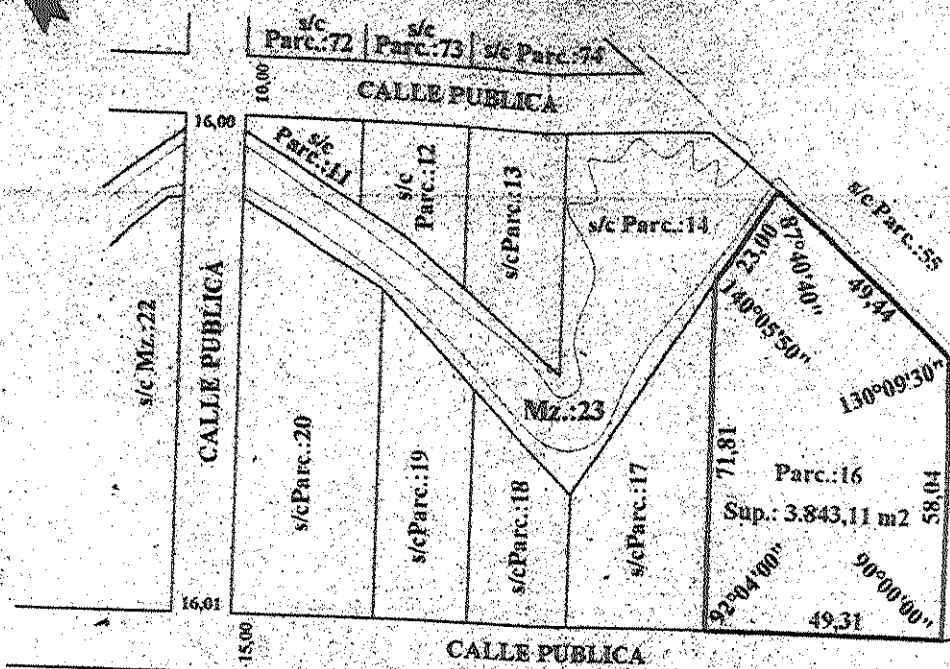 s/c
Parc.:72
s/c
Parc.:73
s/c Parc.:74
10,00
CALLE PUBLICA
16,00
s/c
Parc.:11
s/c
Parc.:12
s/cParc.:13
s/c Parc.:14
s/c Parc.:55
23,00
87°40'40"
49,44
140°05'50"
130°09'30"
s/c Mz.:22
CALLE PUBLICA
Mz.:23
s/cParc.:20
s/cParc.:19
s/cParc.:18
s/cParc.:17
71,81
Parc.:16
Sup.: 3.843,11 m2
58,04
92°04'00"
90°00'00"
49,31
16,01
15,00
CALLE PUBLICA